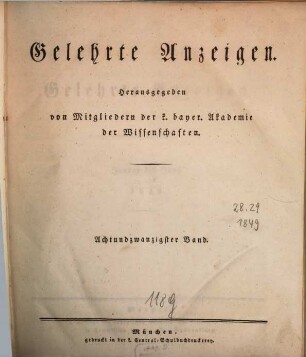 Gelehrte Anzeigen.
Herausgegeben
von Mitgliedern der k. bayer. Akademie
der Wissenschaften.
28.29
1849
Achtundzwanzigster Band.
München.
gedruckt in der k. Central-Schulbuchdruckerey.